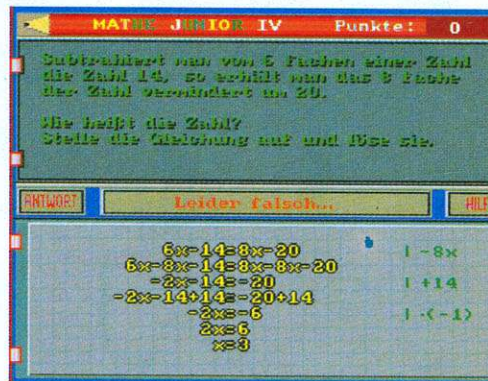 MATHE JUNIOR IV Punkte: 0
Subtrahiert man vom 6 fachen einer Zahl
die Zahl 14, so erhält man das 8 fache
der Zahl vermindert um 20.
Wie heißt die Zahl?
Stelle die Gleichung auf und löse sie.
ANTWORT Leider falsch... HILF
6x-14=8x-20 | -8x
6x-8x-14=8x-8x-20
-2x-14=-20 | +14
-2x-14+14=-20+14
-2x=-6 | ·(-1)
2x=6
x=3